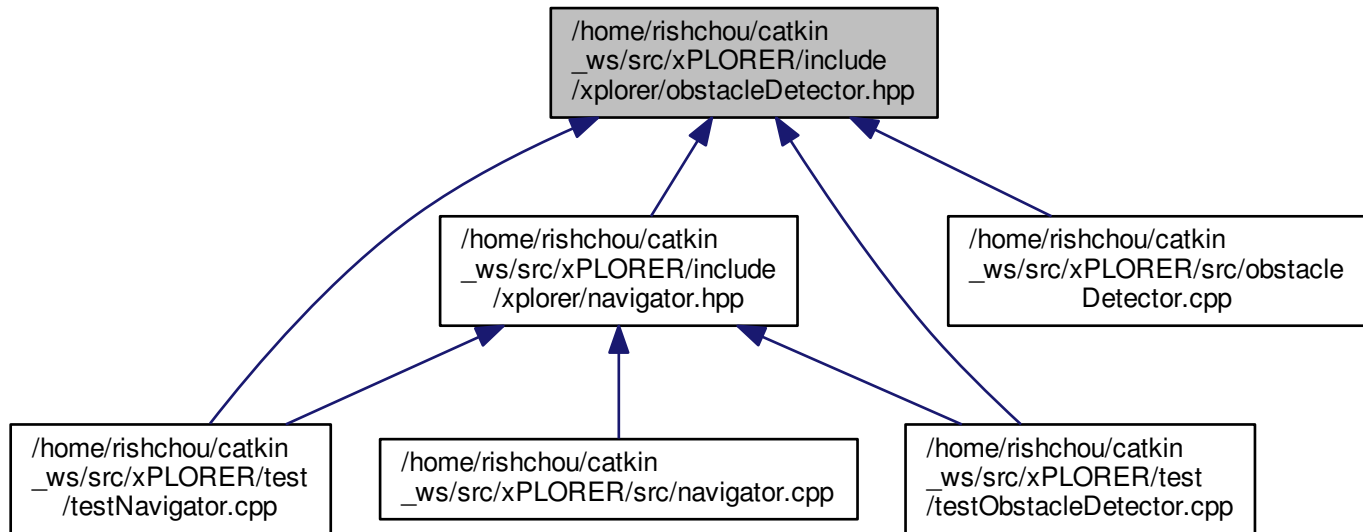 /home/rishchou/catkin
_ws/src/xPLORER/include
/xplorer/obstacleDetector.hpp
/home/rishchou/catkin
_ws/src/xPLORER/include
/xplorer/navigator.hpp
/home/rishchou/catkin
_ws/src/xPLORER/src/obstacle
Detector.cpp
/home/rishchou/catkin
_ws/src/xPLORER/test
/testNavigator.cpp
/home/rishchou/catkin
_ws/src/xPLORER/src/navigator.cpp
/home/rishchou/catkin
_ws/src/xPLORER/test
/testObstacleDetector.cpp